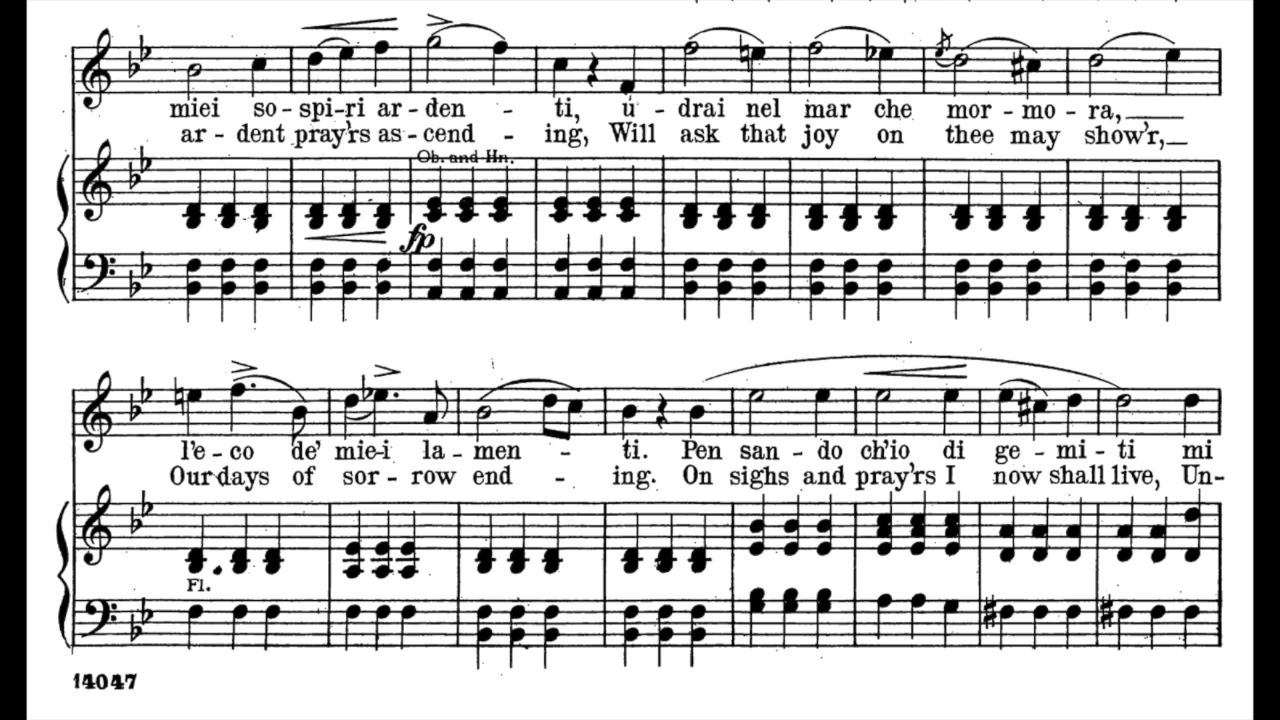 miei so-spi-ri ar-den - ti, u-drai nel mar che mor-mo-ra,
ar-dent pray'rs as-cend - ing, Will ask that joy on thee may show'r,
Ob. and Hn.
fp
l'e-co de' mie-i la-men - ti. Pen san-do ch'io di ge-mi-ti mi
Our days of sor-row end - ing. On sighs and pray'rs I now shall live, Un-
Fl.
14047